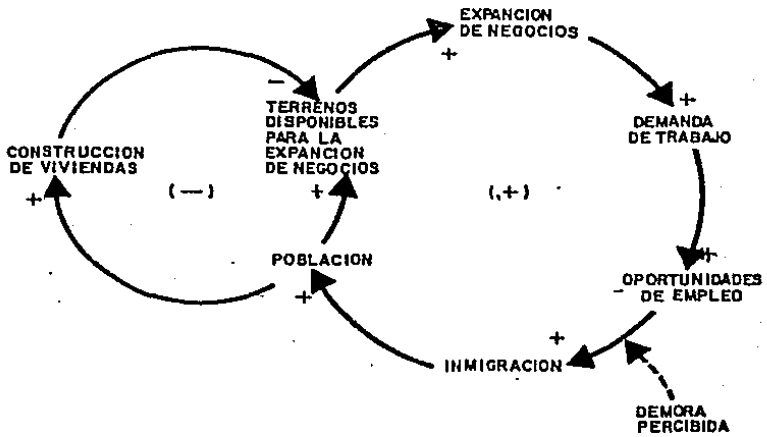 EXPANCION
DE NEGOCIOS
+
+
DEMANDA
DE TRABAJO
−
TERRENOS
DISPONIBLES
PARA LA
EXPANCION
DE NEGOCIOS
+
CONSTRUCCION
DE VIVIENDAS
+
(−)
(+)
POBLACION
+
+
− OPORTUNIDADES
DE EMPLEO
+
INMIGRACION
DEMORA
PERCIBIDA